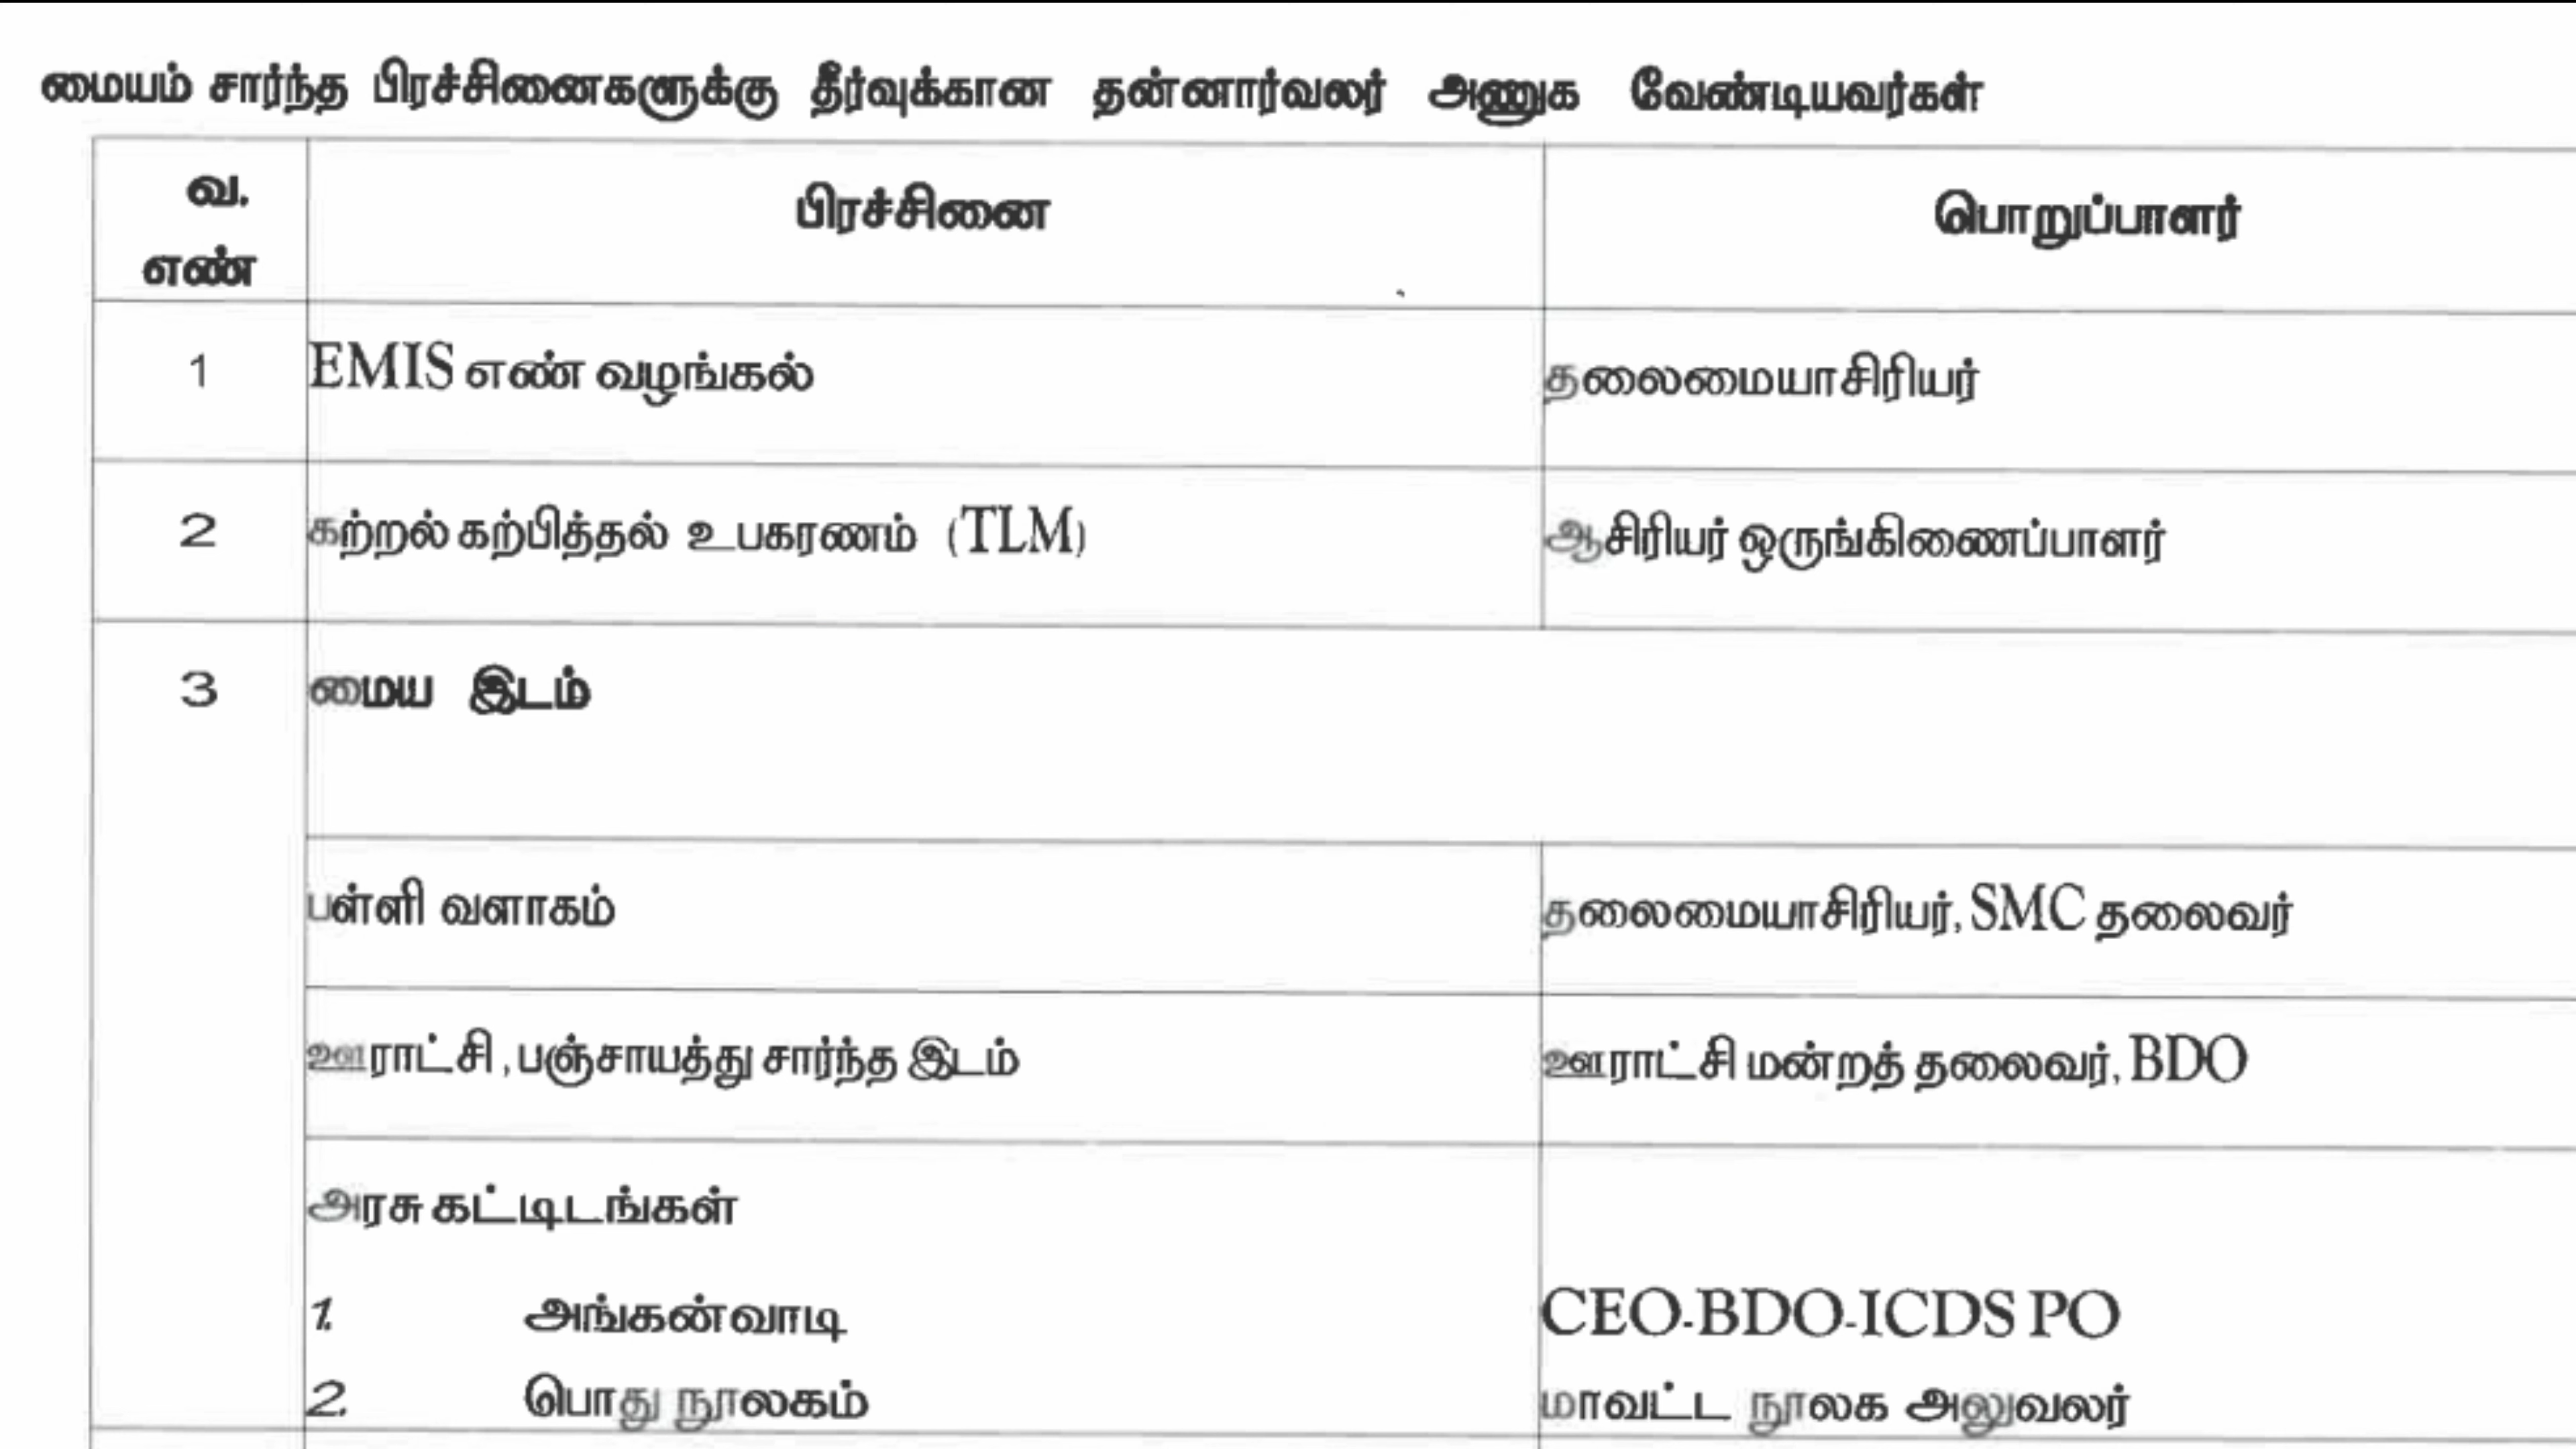 மையம் சார்ந்த பிரச்சினைகளுக்கு தீர்வுக்கான தன்னார்வலர் அணுக வேண்டியவர்கள்
வ.
எண்
பிரச்சினை
பொறுப்பாளர்
1 EMIS எண் வழங்கல் தலைமையாசிரியர்
2 கற்றல் கற்பித்தல் உபகரணம் (TLM) ஆசிரியர் ஒருங்கிணைப்பாளர்
3 மைய இடம்
பள்ளி வளாகம் தலைமையாசிரியர், SMC தலைவர்
ஊராட்சி , பஞ்சாயத்து சார்ந்த இடம் ஊராட்சி மன்றத் தலைவர், BDO
அரசு கட்டிடங்கள்
1. அங்கன்வாடி CEO-BDO-ICDS PO
2. பொது நூலகம் மாவட்ட நூலக அலுவலர்